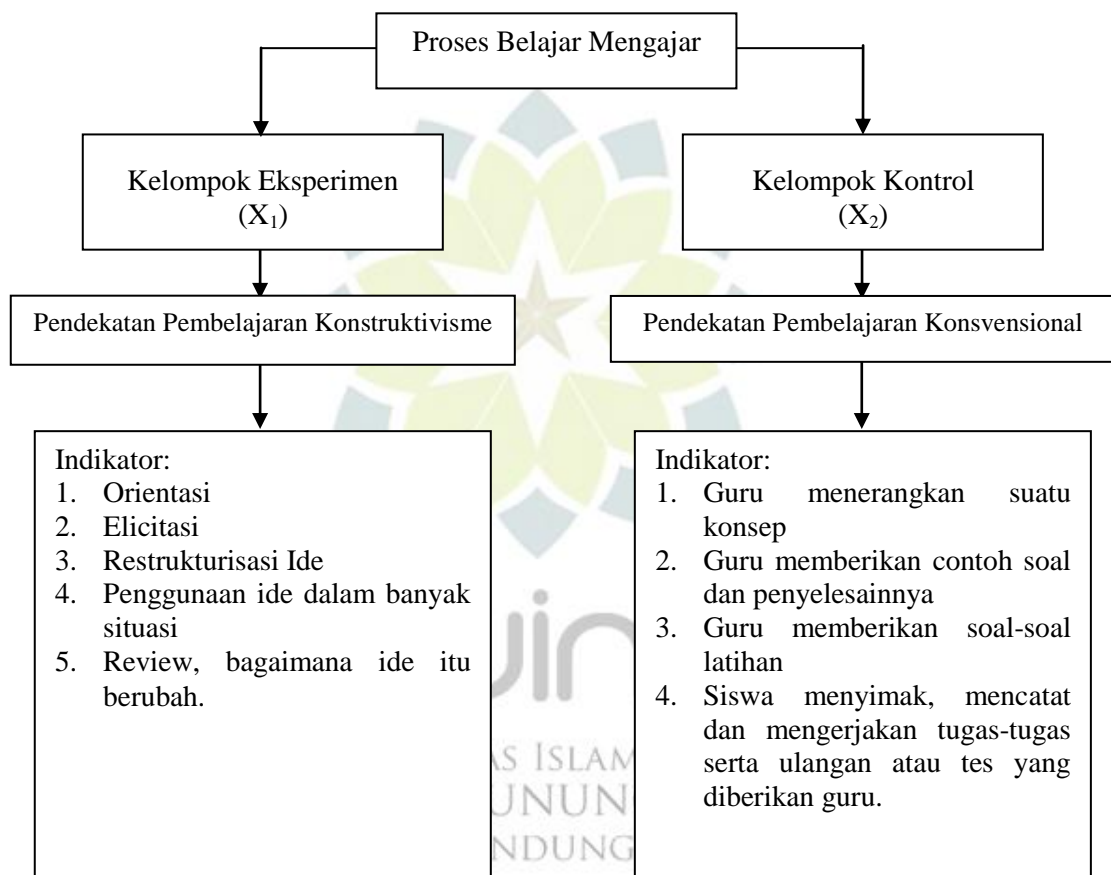 Proses Belajar Mengajar
Kelompok Eksperimen
(X₁)
Kelompok Kontrol
(X₂)
Pendekatan Pembelajaran Konstruktivisme
Pendekatan Pembelajaran Konsvensional
Indikator:
1. Orientasi
2. Elicitasi
3. Restrukturisasi Ide
4. Penggunaan ide dalam banyak
situasi
5. Review, bagaimana ide itu
berubah.
Indikator:
1. Guru menerangkan suatu
konsep
2. Guru memberikan contoh soal
dan penyelesainnya
3. Guru memberikan soal-soal
latihan
4. Siswa menyimak, mencatat
dan mengerjakan tugas-tugas
serta ulangan atau tes yang
diberikan guru.
ISLAM